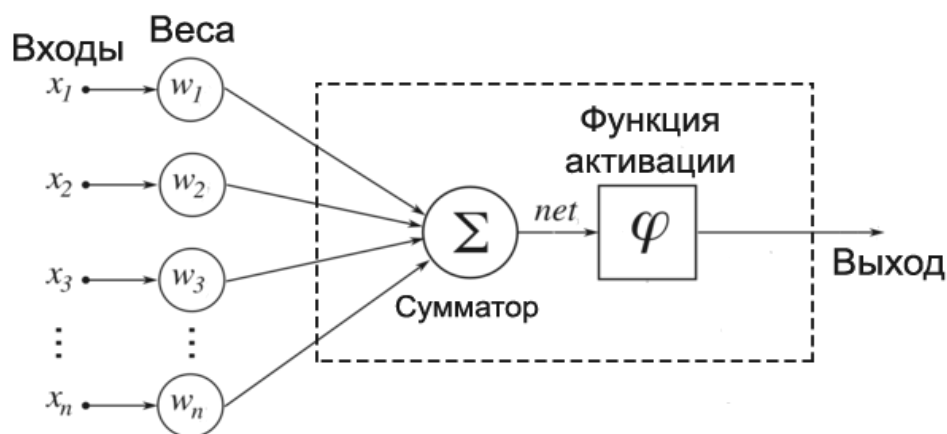 Входы
Веса
x1
w1
x2
w2
x3
w3
⋮
⋮
xn
wn
Σ
Сумматор
net
Функция
активации
φ
Выход